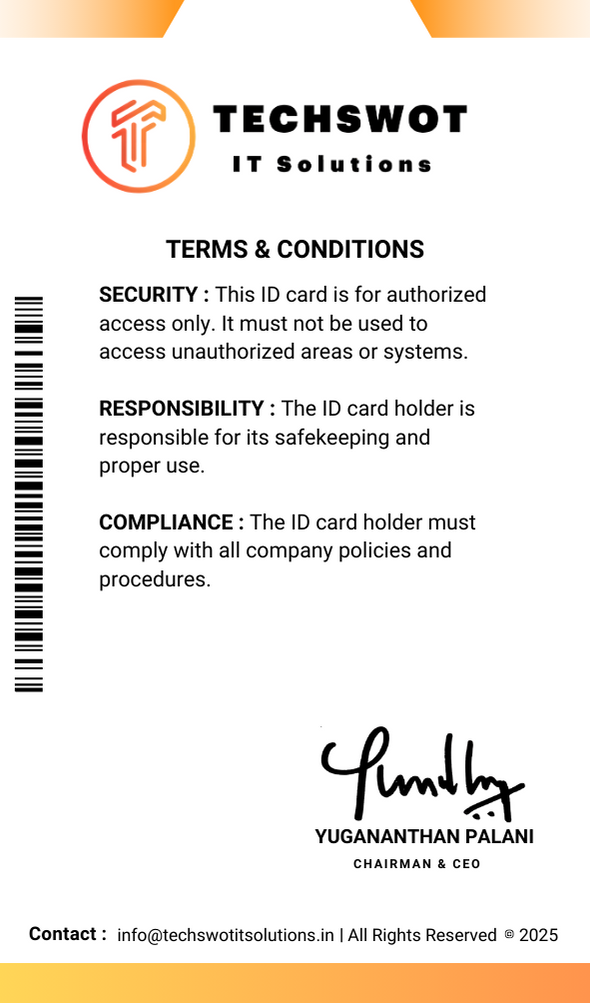 TECHSWOT
IT Solutions
TERMS & CONDITIONS
SECURITY : This ID card is for authorized
access only. It must not be used to
access unauthorized areas or systems.
RESPONSIBILITY : The ID card holder is
responsible for its safekeeping and
proper use.
COMPLIANCE : The ID card holder must
comply with all company policies and
procedures.
YUGANANTHAN PALANI
CHAIRMAN & CEO
Contact : info@techswotitsolutions.in | All Rights Reserved © 2025